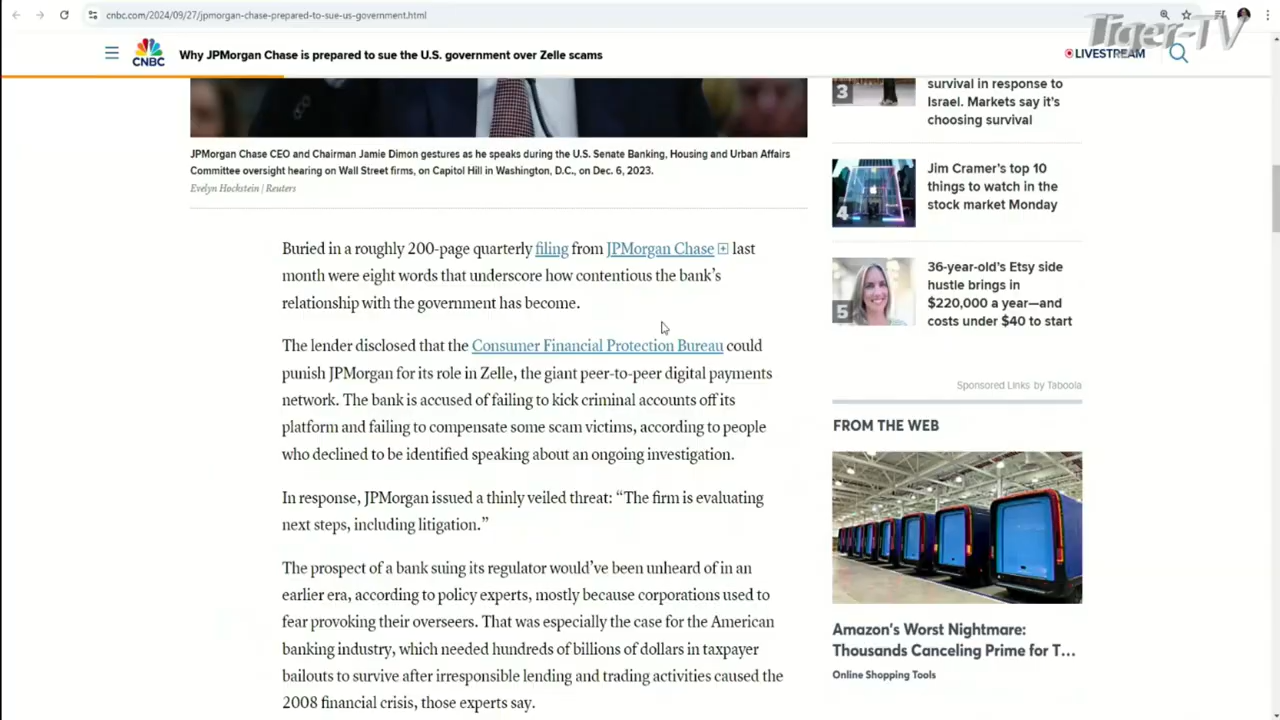 cnbc.com/2024/09/27/jpmorgan-chase-prepared-to-sue-us-government.html
Tiger-TV
CNBC
Why JPMorgan Chase is prepared to sue the U.S. government over Zelle scams
LIVESTREAM
JPMorgan Chase CEO and Chairman Jamie Dimon gestures as he speaks during the U.S. Senate Banking, Housing and Urban Affairs
Committee oversight hearing on Wall Street firms, on Capitol Hill in Washington, D.C., on Dec. 6, 2023.
Evelyn Hockstein | Reuters
Buried in a roughly 200-page quarterly filing from JPMorgan Chase last
month were eight words that underscore how contentious the bank’s
relationship with the government has become.
The lender disclosed that the Consumer Financial Protection Bureau could
punish JPMorgan for its role in Zelle, the giant peer-to-peer digital payments
network. The bank is accused of failing to kick criminal accounts off its
platform and failing to compensate some scam victims, according to people
who declined to be identified speaking about an ongoing investigation.
In response, JPMorgan issued a thinly veiled threat: “The firm is evaluating
next steps, including litigation.”
The prospect of a bank suing its regulator would’ve been unheard of in an
earlier era, according to policy experts, mostly because corporations used to
fear provoking their overseers. That was especially the case for the American
banking industry, which needed hundreds of billions of dollars in taxpayer
bailouts to survive after irresponsible lending and trading activities caused the
2008 financial crisis, those experts say.
3
survival in response to
Israel. Markets say it's
choosing survival
4
Jim Cramer's top 10
things to watch in the
stock market Monday
5
36-year-old's Etsy side
hustle brings in
$220,000 a year—and
costs under $40 to start
Sponsored Links by Taboola
FROM THE WEB
Amazon's Worst Nightmare:
Thousands Canceling Prime for T…
Online Shopping Tools